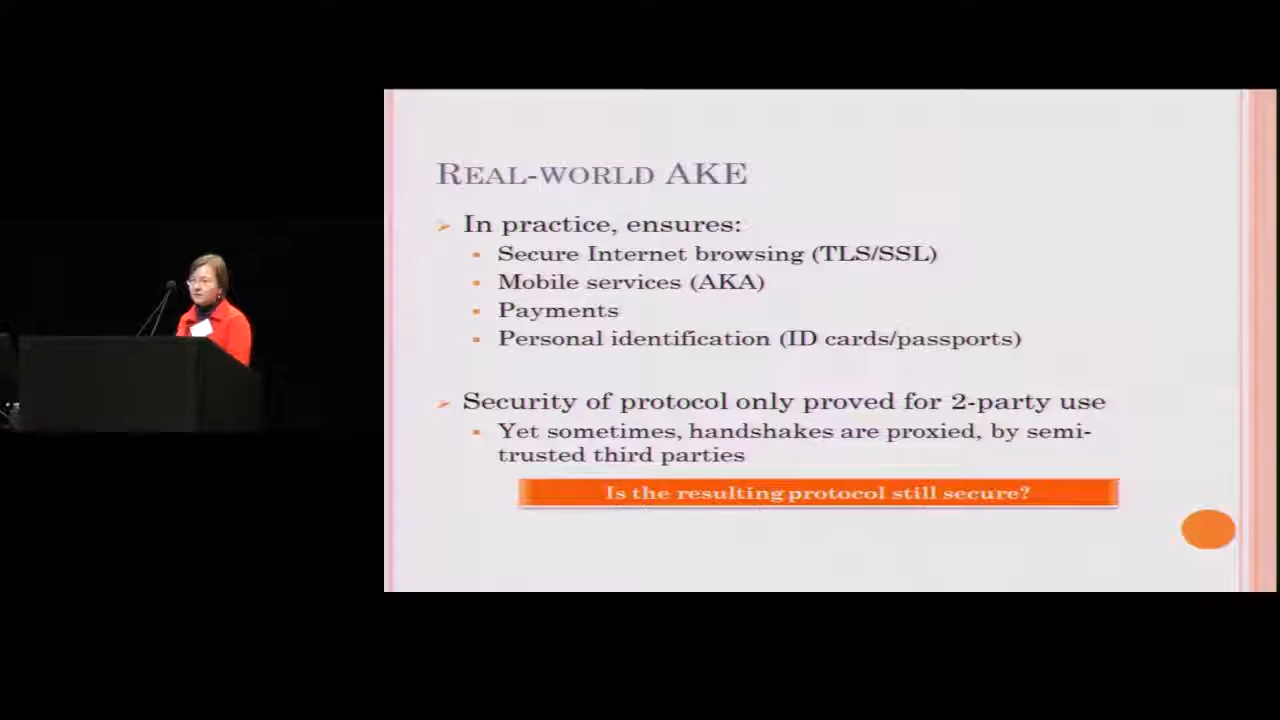 REAL-WORLD AKE
In practice, ensures:
Secure Internet browsing (TLS/SSL)
Mobile services (AKA)
Payments
Personal identification (ID cards/passports)
Security of protocol only proved for 2-party use
Yet sometimes, handshakes are proxied, by semi-
trusted third parties
Is the resulting protocol still secure?